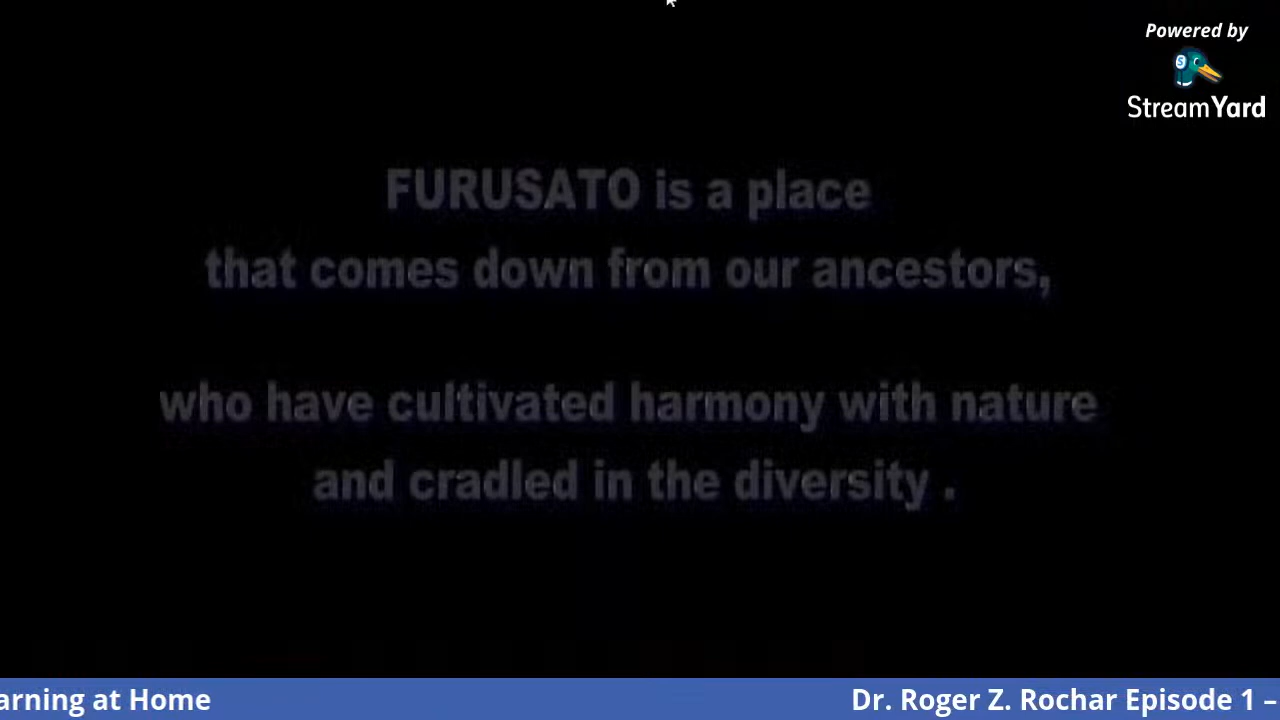 Powered by
S
StreamYard
FURUSATO is a place
that comes down from our ancestors,
who have cultivated harmony with nature
and cradled in the diversity .
arning at Home
Dr. Roger Z. Rochar Episode 1 –